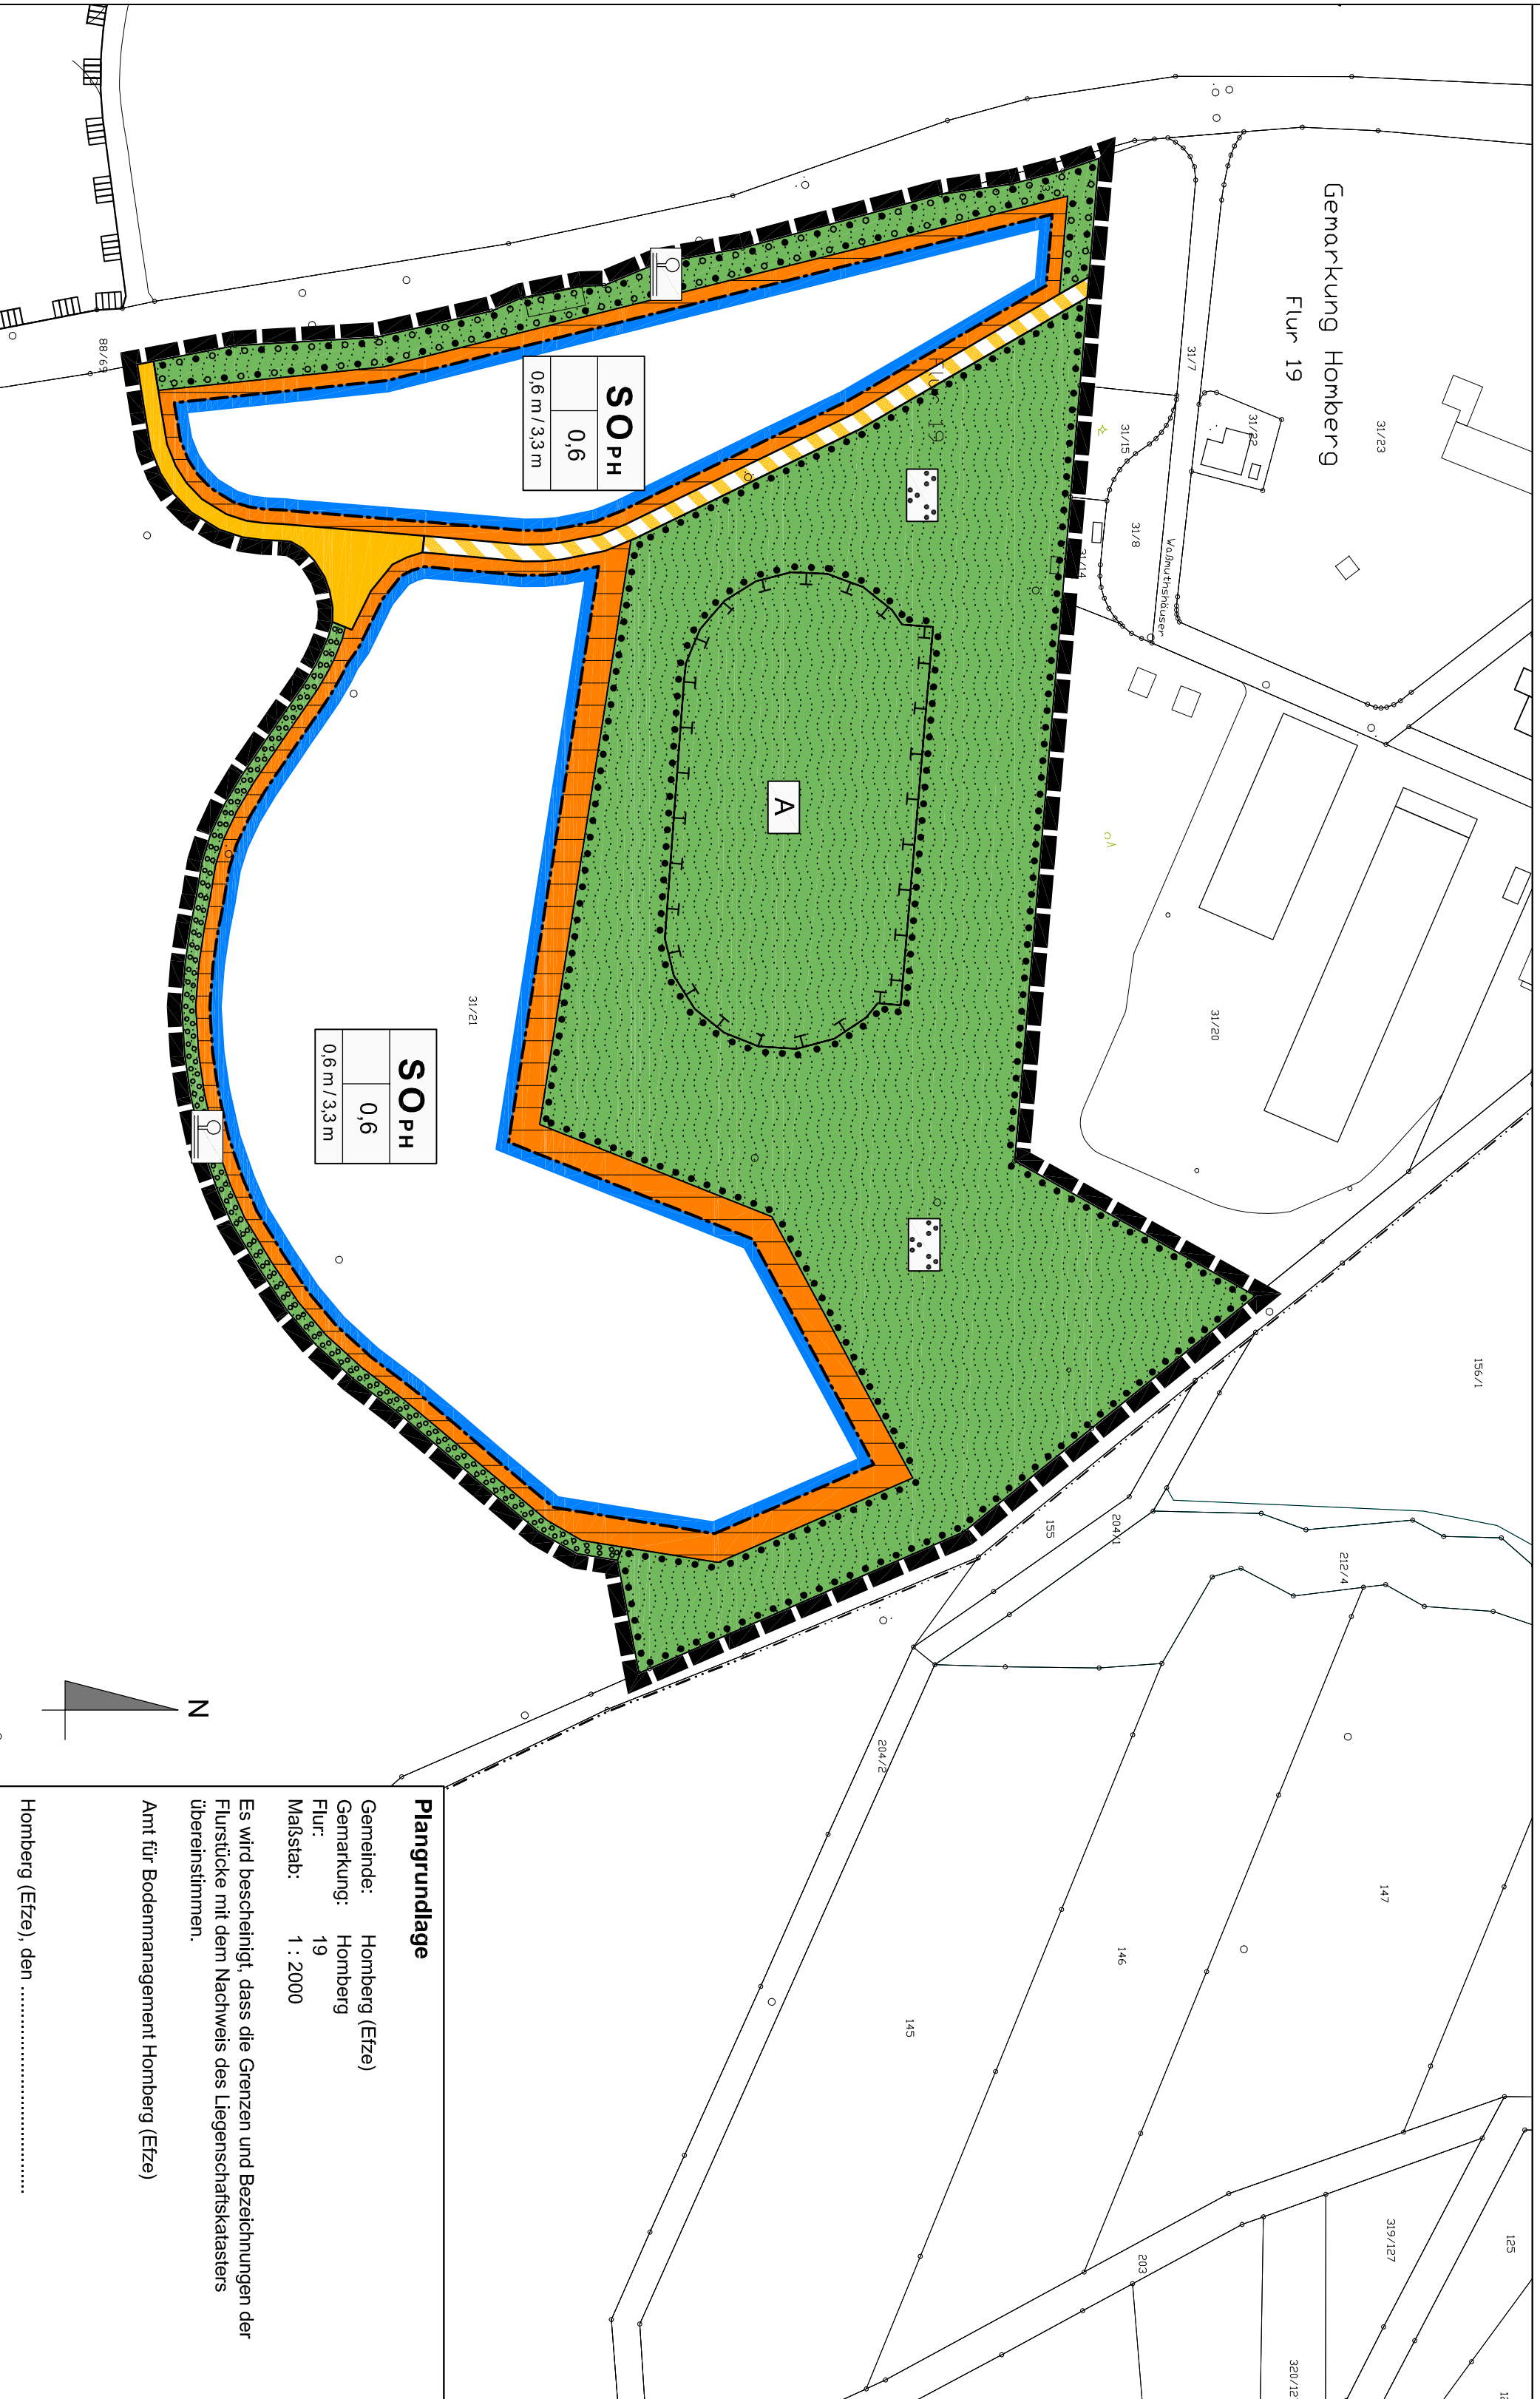 Gemarkung Homberg
Flur 19
31/23
31/22
31/7
31/15
31/8
31/14
Waßmuthshäuser
31/20
Flur 19
88/69
SO PH
0,6
0,6 m / 3,3 m
A
31/21
SO PH
0,6
0,6 m / 3,3 m
156/1
155
204/1
212/4
204/2
147
146
145
125
319/127
203
N
Plangrundlage
Gemeinde: Homberg (Efze)
Gemarkung: Homberg
Flur: 19
Maßstab: 1 : 2000
Es wird bescheinigt, dass die Grenzen und Bezeichnungen der
Flurstücke mit dem Nachweis des Liegenschaftskatasters
übereinstimmen.
Amt für Bodenmanagement Homberg (Efze)
Homberg (Efze), den ........................................